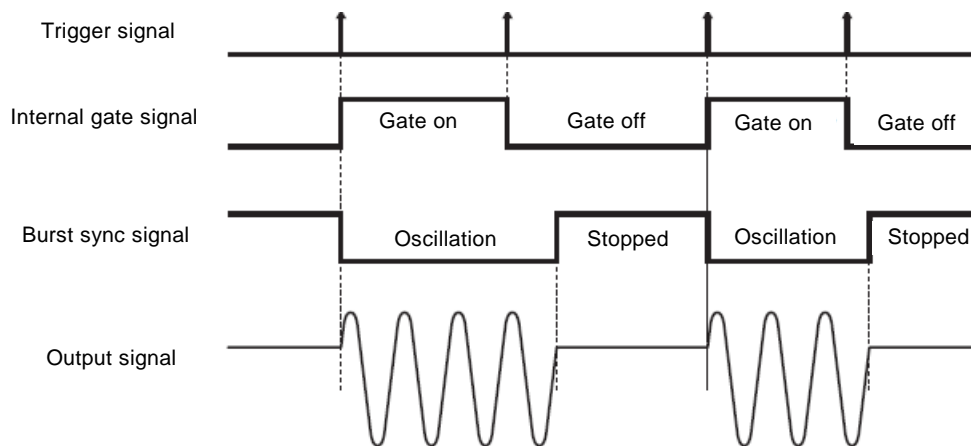 Trigger signal
Internal gate signal
Gate on
Gate off
Gate on
Gate off
Burst sync signal
Oscillation
Stopped
Oscillation
Stopped
Output signal